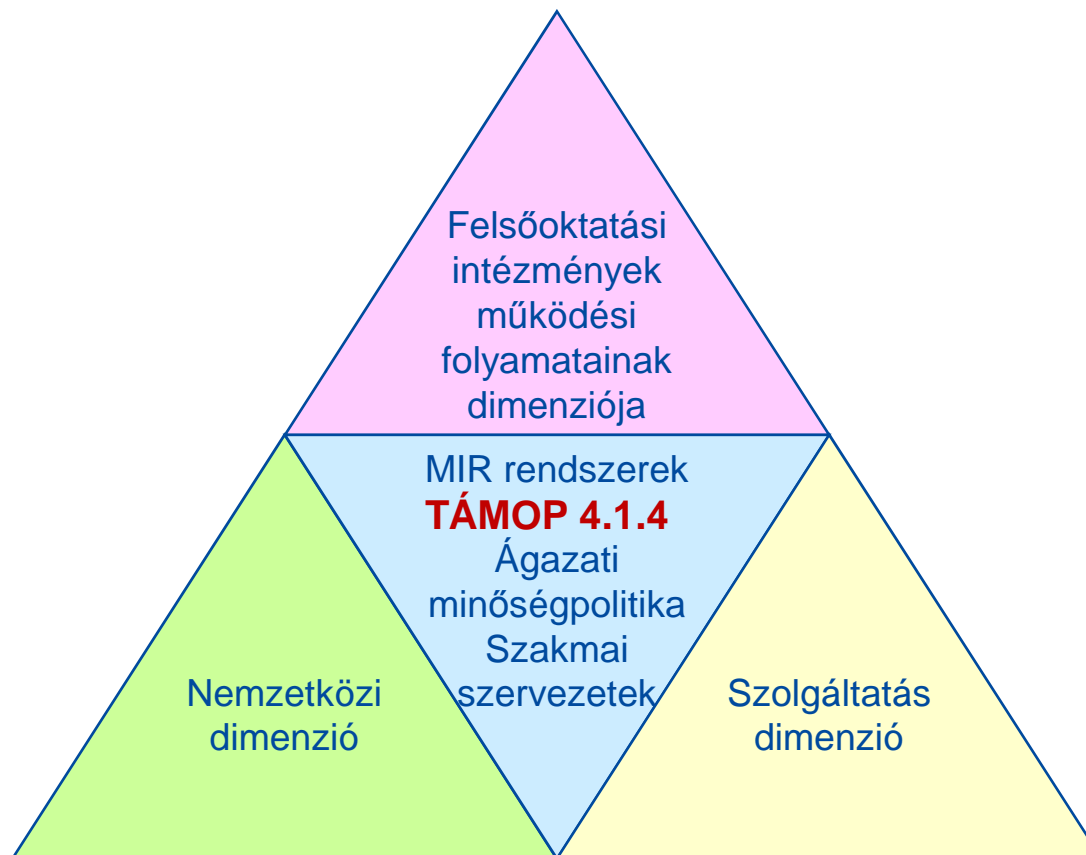 Felsőoktatási
intézmények
működési
folyamatainak
dimenziója
MIR rendszerek
TÁMOP 4.1.4
Ágazati
minőségpolitika
Szakmai
szervezetek
Nemzetközi
dimenzió
Szolgáltatás
dimenzió